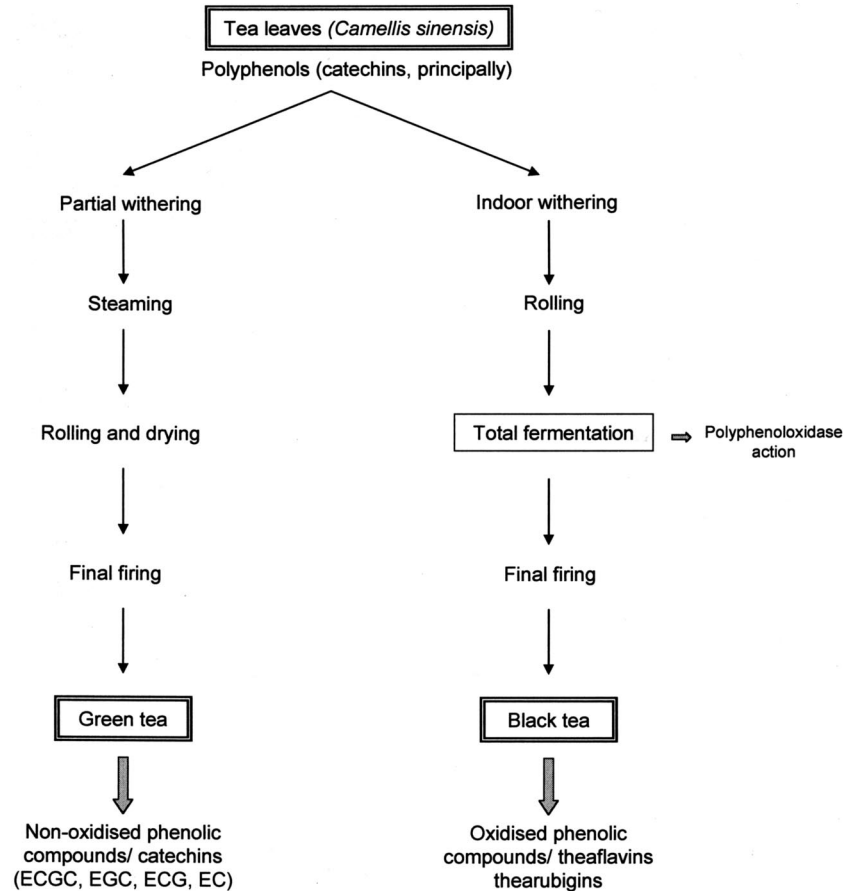 Tea leaves (Camellis sinensis)
Polyphenols (catechins, principally)
Partial withering
Indoor withering
Steaming
Rolling
Rolling and drying
Total fermentation
Polyphenoloxidase
action
Final firing
Final firing
Green tea
Black tea
Non-oxidised phenolic
compounds/ catechins
(ECGC, EGC, ECG, EC)
Oxidised phenolic
compounds/ theaflavins
thearubigins